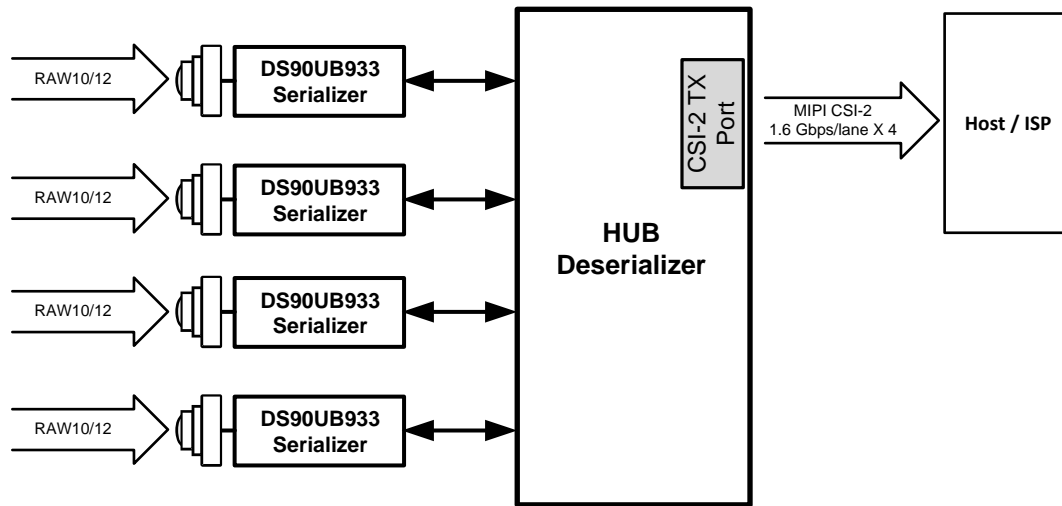 RAW10/12
DS90UB933
Serializer
RAW10/12
DS90UB933
Serializer
RAW10/12
DS90UB933
Serializer
RAW10/12
DS90UB933
Serializer
HUB
Deserializer
CSI-2 TX
Port
MIPI CSI-2
1.6 Gbps/lane X 4
Host / ISP